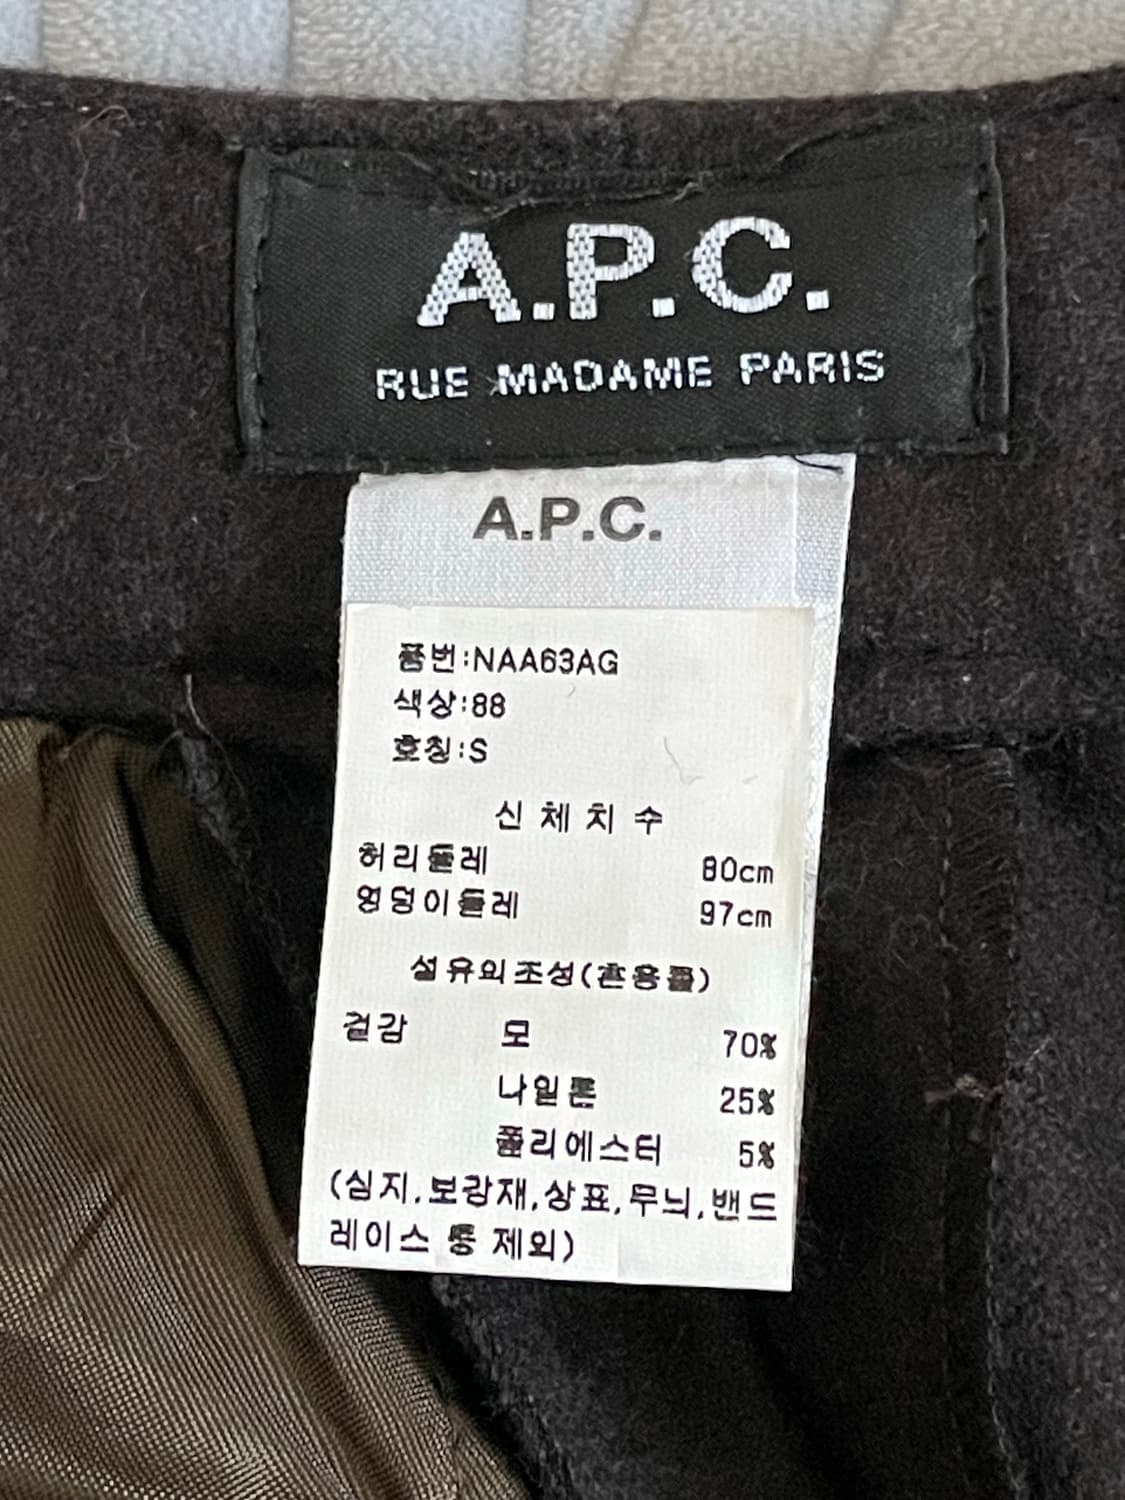 A.P.C.
RUE MADAME PARIS
A.P.C.
품번:NAA63AG
색상:88
호칭:S
신 체 치 수
허리둘레 80cm
엉덩이둘레 97cm
섬유의조성(혼용률)
겉감 모 70%
나일론 25%
폴리에스터 5%
(심지,보강재,상표,무늬,밴드
레이스 등 제외)